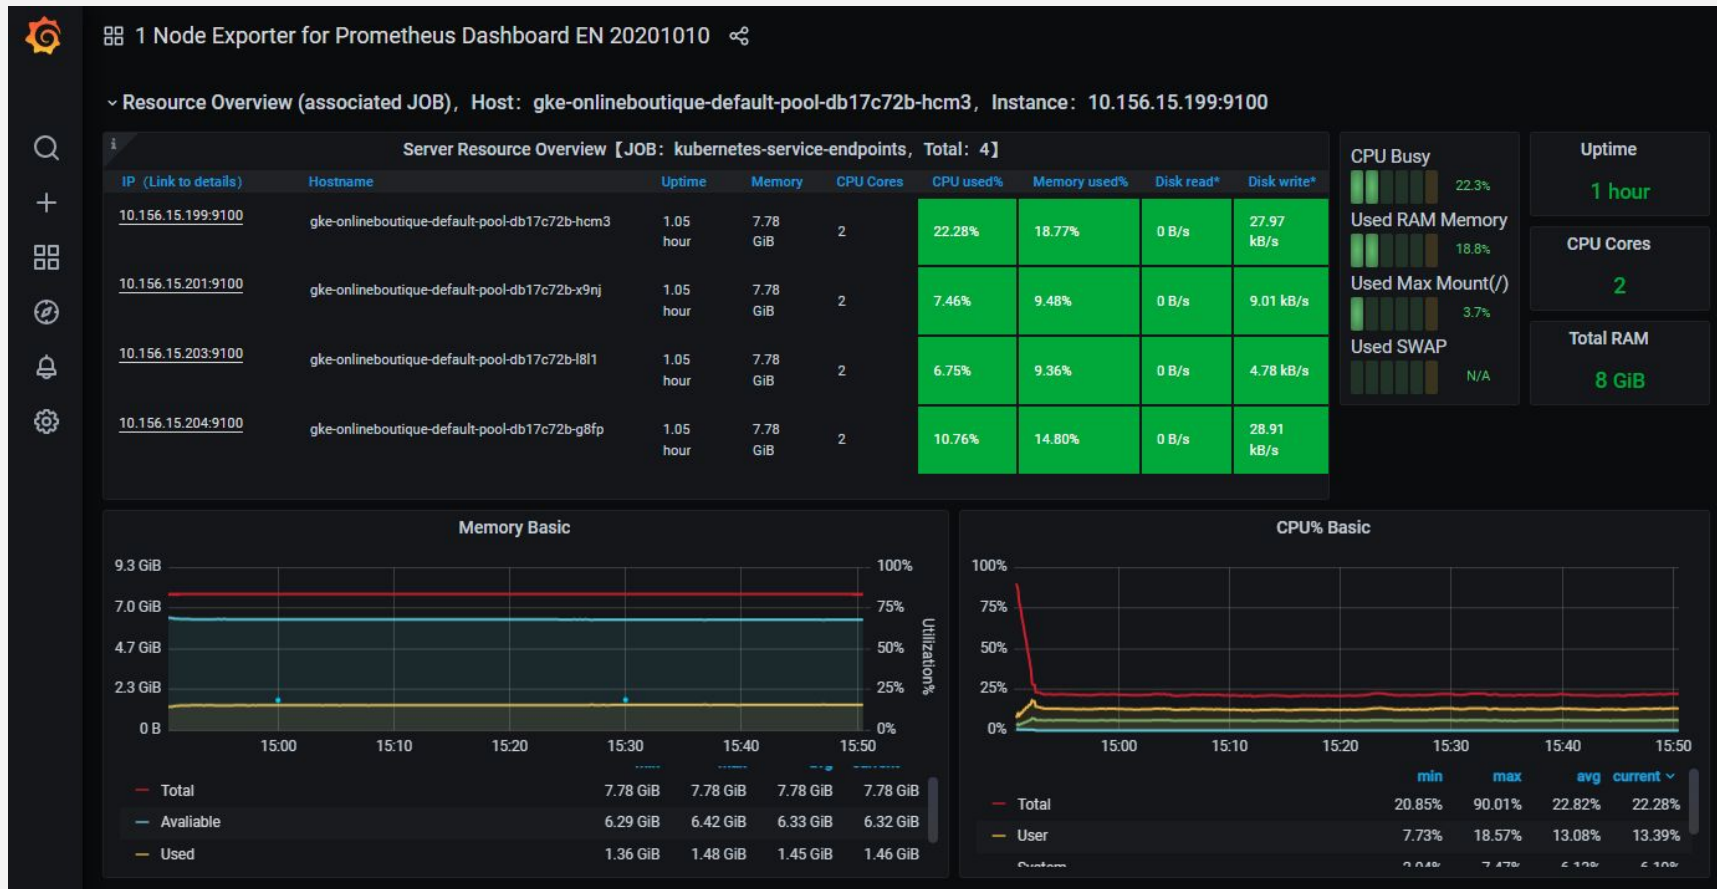 1 Node Exporter for Prometheus Dashboard EN 20201010
Resource Overview (associated JOB), Host: gke-onlineboutique-default-pool-db17c72b-hcm3, Instance: 10.156.15.199:9100
Server Resource Overview【JOB: kubernetes-service-endpoints, Total: 4】
IP (Link to details) Hostname Uptime Memory CPU Cores CPU used% Memory used% Disk read* Disk write*
10.156.15.199:9100 gke-onlineboutique-default-pool-db17c72b-hcm3 1.05 hour 7.78 GiB 2 22.28% 18.77% 0 B/s 27.97 kB/s
10.156.15.201:9100 gke-onlineboutique-default-pool-db17c72b-x9nj 1.05 hour 7.78 GiB 2 7.46% 9.48% 0 B/s 9.01 kB/s
10.156.15.203:9100 gke-onlineboutique-default-pool-db17c72b-l8l1 1.05 hour 7.78 GiB 2 6.75% 9.36% 0 B/s 4.78 kB/s
10.156.15.204:9100 gke-onlineboutique-default-pool-db17c72b-g8fp 1.05 hour 7.78 GiB 2 10.76% 14.80% 0 B/s 28.91 kB/s
CPU Busy
22.3%
Used RAM Memory
18.8%
Used Max Mount(/)
3.7%
Used SWAP
N/A
Uptime
1 hour
CPU Cores
2
Total RAM
8 GiB
Memory Basic
9.3 GiB 100%
7.0 GiB 75%
4.7 GiB 50%
2.3 GiB 25%
0 B 0%
Utilization%
15:00 15:10 15:20 15:30 15:40 15:50
Total 7.78 GiB 7.78 GiB 7.78 GiB 7.78 GiB
Avaliable 6.29 GiB 6.42 GiB 6.33 GiB 6.32 GiB
Used 1.36 GiB 1.48 GiB 1.45 GiB 1.46 GiB
CPU% Basic
100%
75%
50%
25%
0%
15:00 15:10 15:20 15:30 15:40 15:50
min max avg current
Total 20.85% 90.01% 22.82% 22.28%
User 7.73% 18.57% 13.08% 13.39%